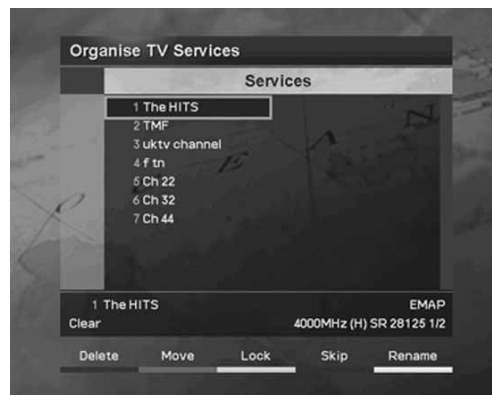 Organise TV Services
Services
1 The HITS
2 TMF
3 uktv channel
4 f tn
5 Ch 22
6 Ch 32
7 Ch 44
1 The HITS EMAP
Clear 4000MHz (H) SR 28125 1/2
Delete Move Lock Skip Rename